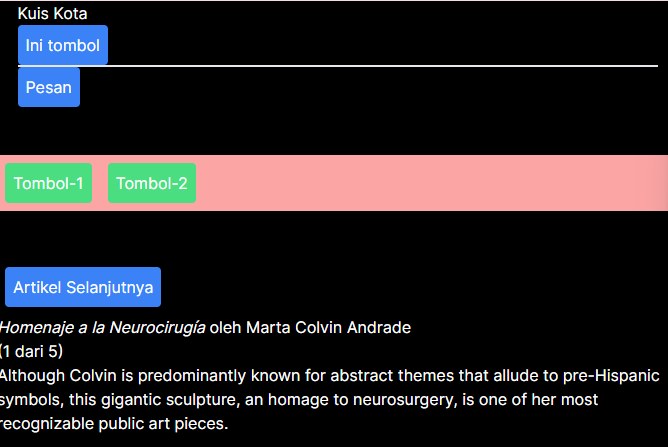 Kuis Kota
Ini tombol
Pesan
Tombol-1 Tombol-2
Artikel Selanjutnya
Homenaje a la Neurocirugía oleh Marta Colvin Andrade
(1 dari 5)
Although Colvin is predominantly known for abstract themes that allude to pre-Hispanic
symbols, this gigantic sculpture, an homage to neurosurgery, is one of her most
recognizable public art pieces.